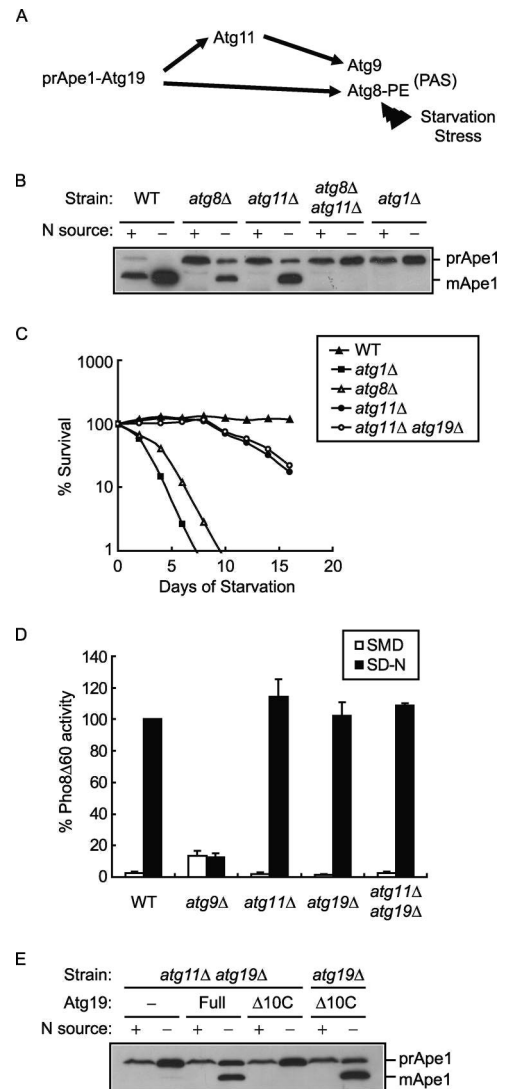 A
Atg11
prApe1-Atg19
Atg9
Atg8-PE (PAS)
Starvation
Stress
B
Strain: WT atg8Δ atg11Δ atg8Δ atg11Δ atg1Δ
N source: + − + − + − + − + −
prApe1
mApe1
C
1000
100
10
1
% Survival
0 5 10 15 20
Days of Starvation
WT
atg1Δ
atg8Δ
atg11Δ
atg11Δ atg19Δ
D
SMD
SD-N
140
120
100
80
60
40
20
0
% Pho8Δ60 activity
WT atg9Δ atg11Δ atg19Δ atg11Δ
atg19Δ
E
Strain: atg11Δ atg19Δ atg19Δ
Atg19: − Full Δ10C Δ10C
N source: + − + − + − + −
prApe1
mApe1